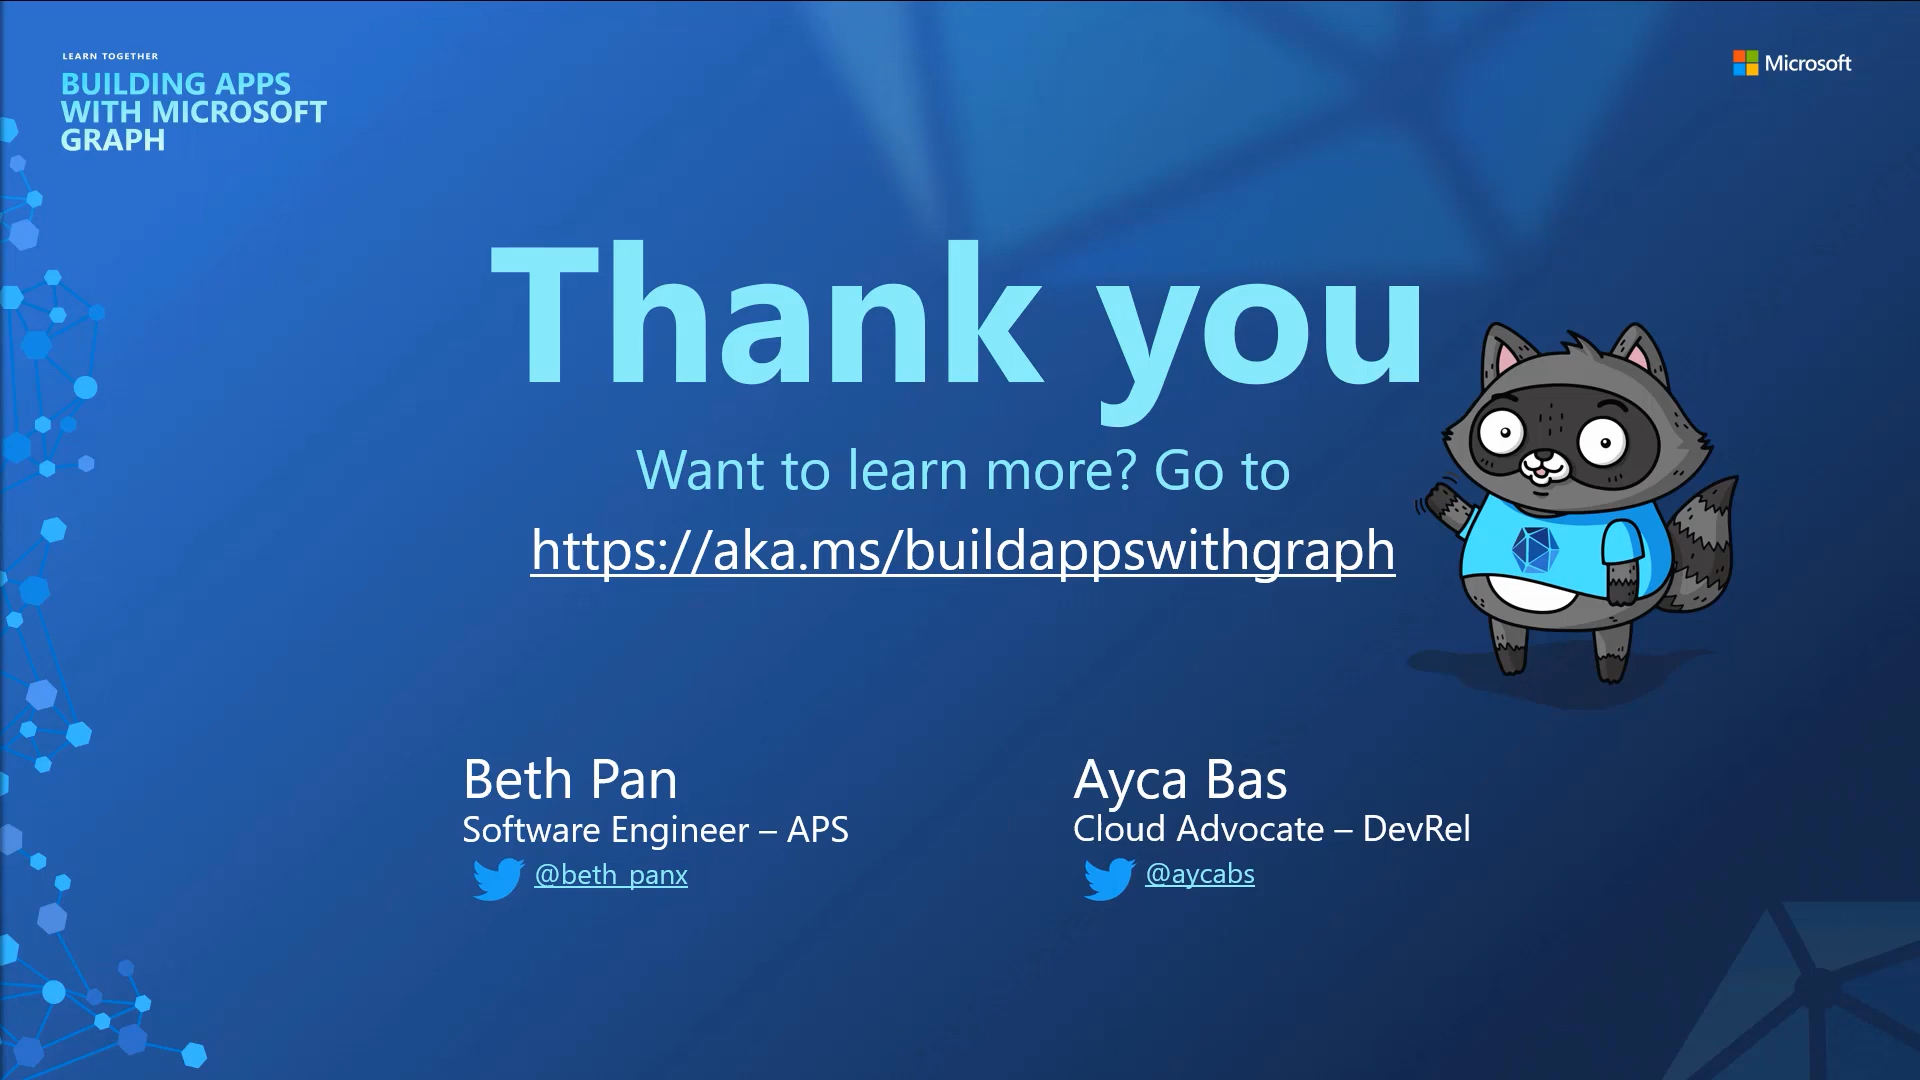 LEARN TOGETHER
BUILDING APPS
WITH MICROSOFT
GRAPH
Microsoft
Thank you
Want to learn more? Go to
https://aka.ms/buildappswithgraph
Beth Pan
Software Engineer – APS
@beth_panx
Ayca Bas
Cloud Advocate – DevRel
@aycabs